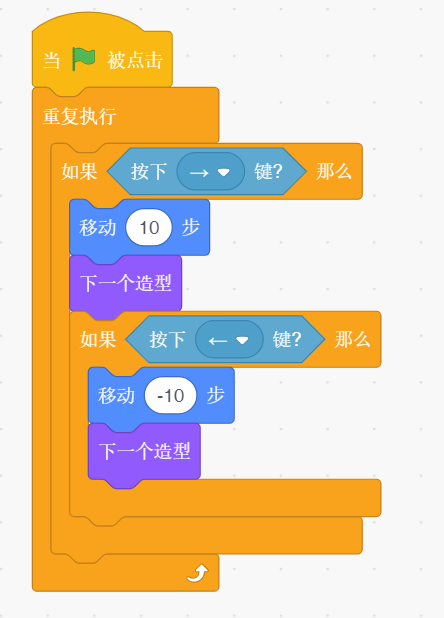 当 被点击
重复执行
如果 按下 → 键? 那么
移动 10 步
下一个造型
如果 按下 ← 键? 那么
移动 -10 步
下一个造型